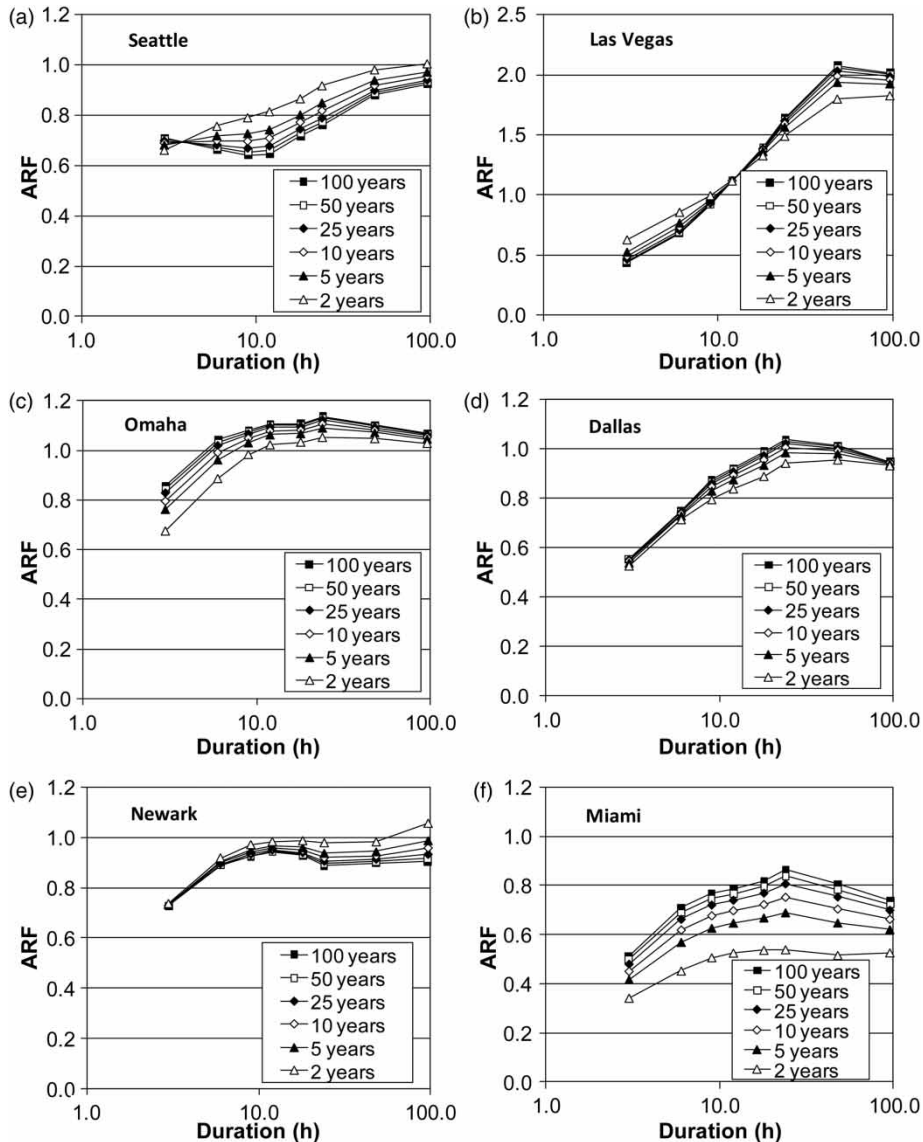 (a)
1.2
Seattle
1.0
0.8
ARF
0.6
0.4
0.2
0.0
100 years
50 years
25 years
10 years
5 years
2 years
1.0
10.0
100.0
Duration (h)
(b)
2.5
Las Vegas
2.0
1.5
ARF
1.0
0.5
0.0
100 years
50 years
25 years
10 years
5 years
2 years
1.0
10.0
100.0
Duration (h)
(c)
1.2
Omaha
1.0
0.8
ARF
0.6
0.4
0.2
0.0
100 years
50 years
25 years
10 years
5 years
2 years
1.0
10.0
100.0
Duration (h)
(d)
1.2
Dallas
1.0
0.8
ARF
0.6
0.4
0.2
0.0
100 years
50 years
25 years
10 years
5 years
2 years
1.0
10.0
100.0
Duration (h)
(e)
1.2
Newark
1.0
0.8
ARF
0.6
0.4
0.2
0.0
100 years
50 years
25 years
10 years
5 years
2 years
1.0
10.0
100.0
Duration (h)
(f)
1.2
Miami
1.0
0.8
ARF
0.6
0.4
0.2
0.0
100 years
50 years
25 years
10 years
5 years
2 years
1.0
10.0
100.0
Duration (h)